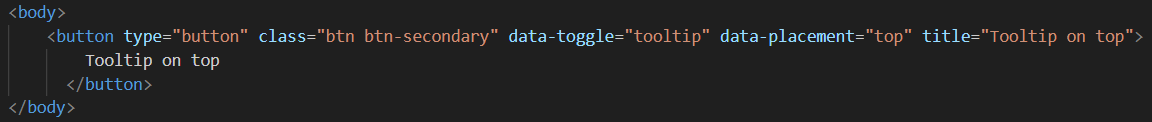 <body>
<button type="button" class="btn btn-secondary" data-toggle="tooltip" data-placement="top" title="Tooltip on top">
Tooltip on top
</button>
</body>